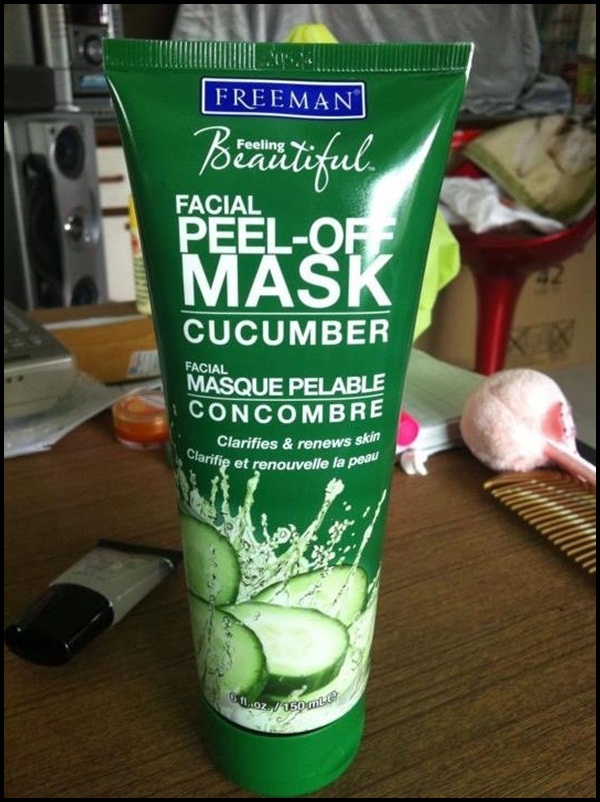 FREEMAN
Feeling
Beautiful
FACIAL
PEEL-OFF
MASK
CUCUMBER
FACIAL
MASQUE PELABLE
CONCOMBRE
Clarifies & renews skin
Clarifie et renouvelle la peau
6 fl. oz. / 150 mL ℮
42